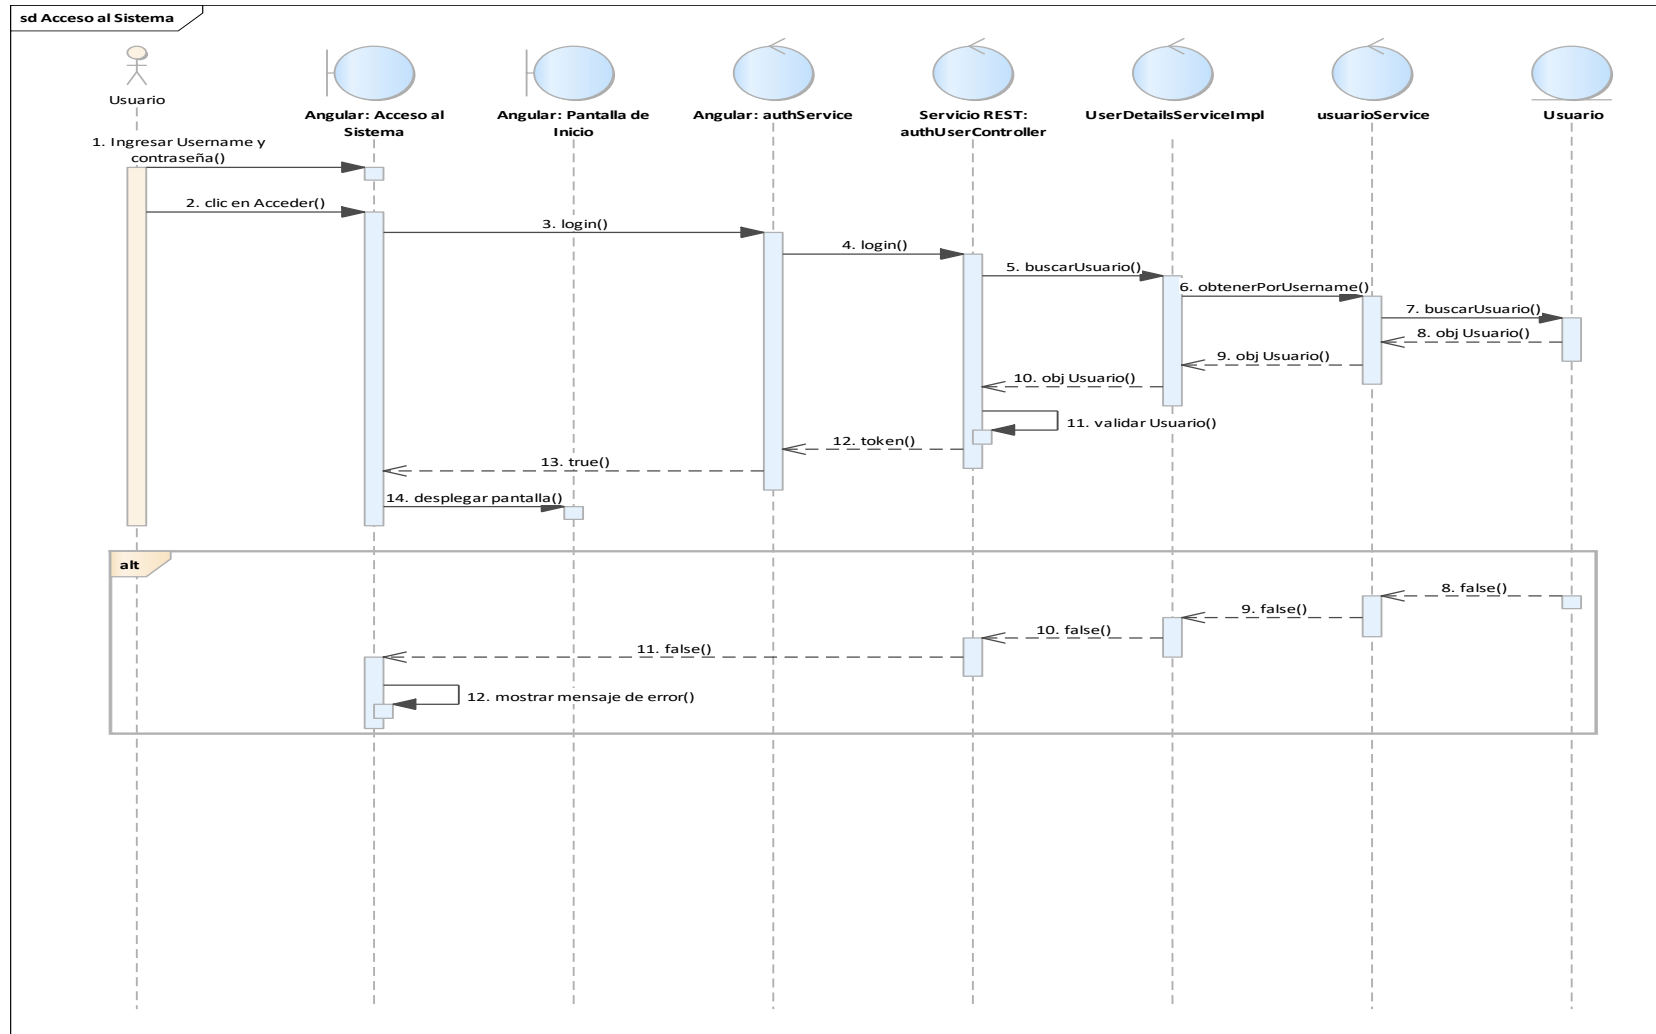 sd Acceso al Sistema
Usuario
Angular: Acceso al
Sistema
Angular: Pantalla de
Inicio
Angular: authService
Servicio REST:
authUserController
UserDetailsServiceImpl
usuarioService
Usuario
1. Ingresar Username y
contraseña()
2. clic en Acceder()
3. login()
4. login()
5. buscarUsuario()
6. obtenerPorUsername()
7. buscarUsuario()
8. obj Usuario()
9. obj Usuario()
10. obj Usuario()
11. validar Usuario()
12. token()
13. true()
14. desplegar pantalla()
alt
8. false()
9. false()
10. false()
11. false()
12. mostrar mensaje de error()